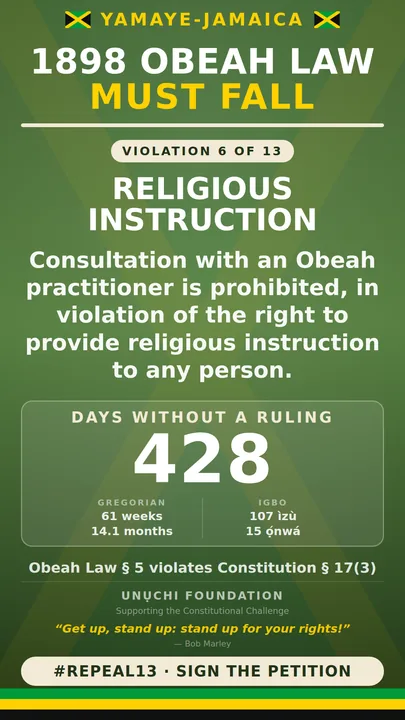 YAMAYE-JAMAICA
1898 OBEAH LAW
MUST FALL
VIOLATION 6 OF 13
RELIGIOUS
INSTRUCTION
Consultation with an Obeah
practitioner is prohibited, in
violation of the right to
provide religious instruction
to any person.
DAYS WITHOUT A RULING
428
GREGORIAN
61 weeks
14.1 months
IGBO
107 ìzù
15 ọ́nwá
Obeah Law § 5 violates Constitution § 17(3)
UNỤCHI FOUNDATION
Supporting the Constitutional Challenge
“Get up, stand up: stand up for your rights!”
— Bob Marley
#REPEAL13 · SIGN THE PETITION